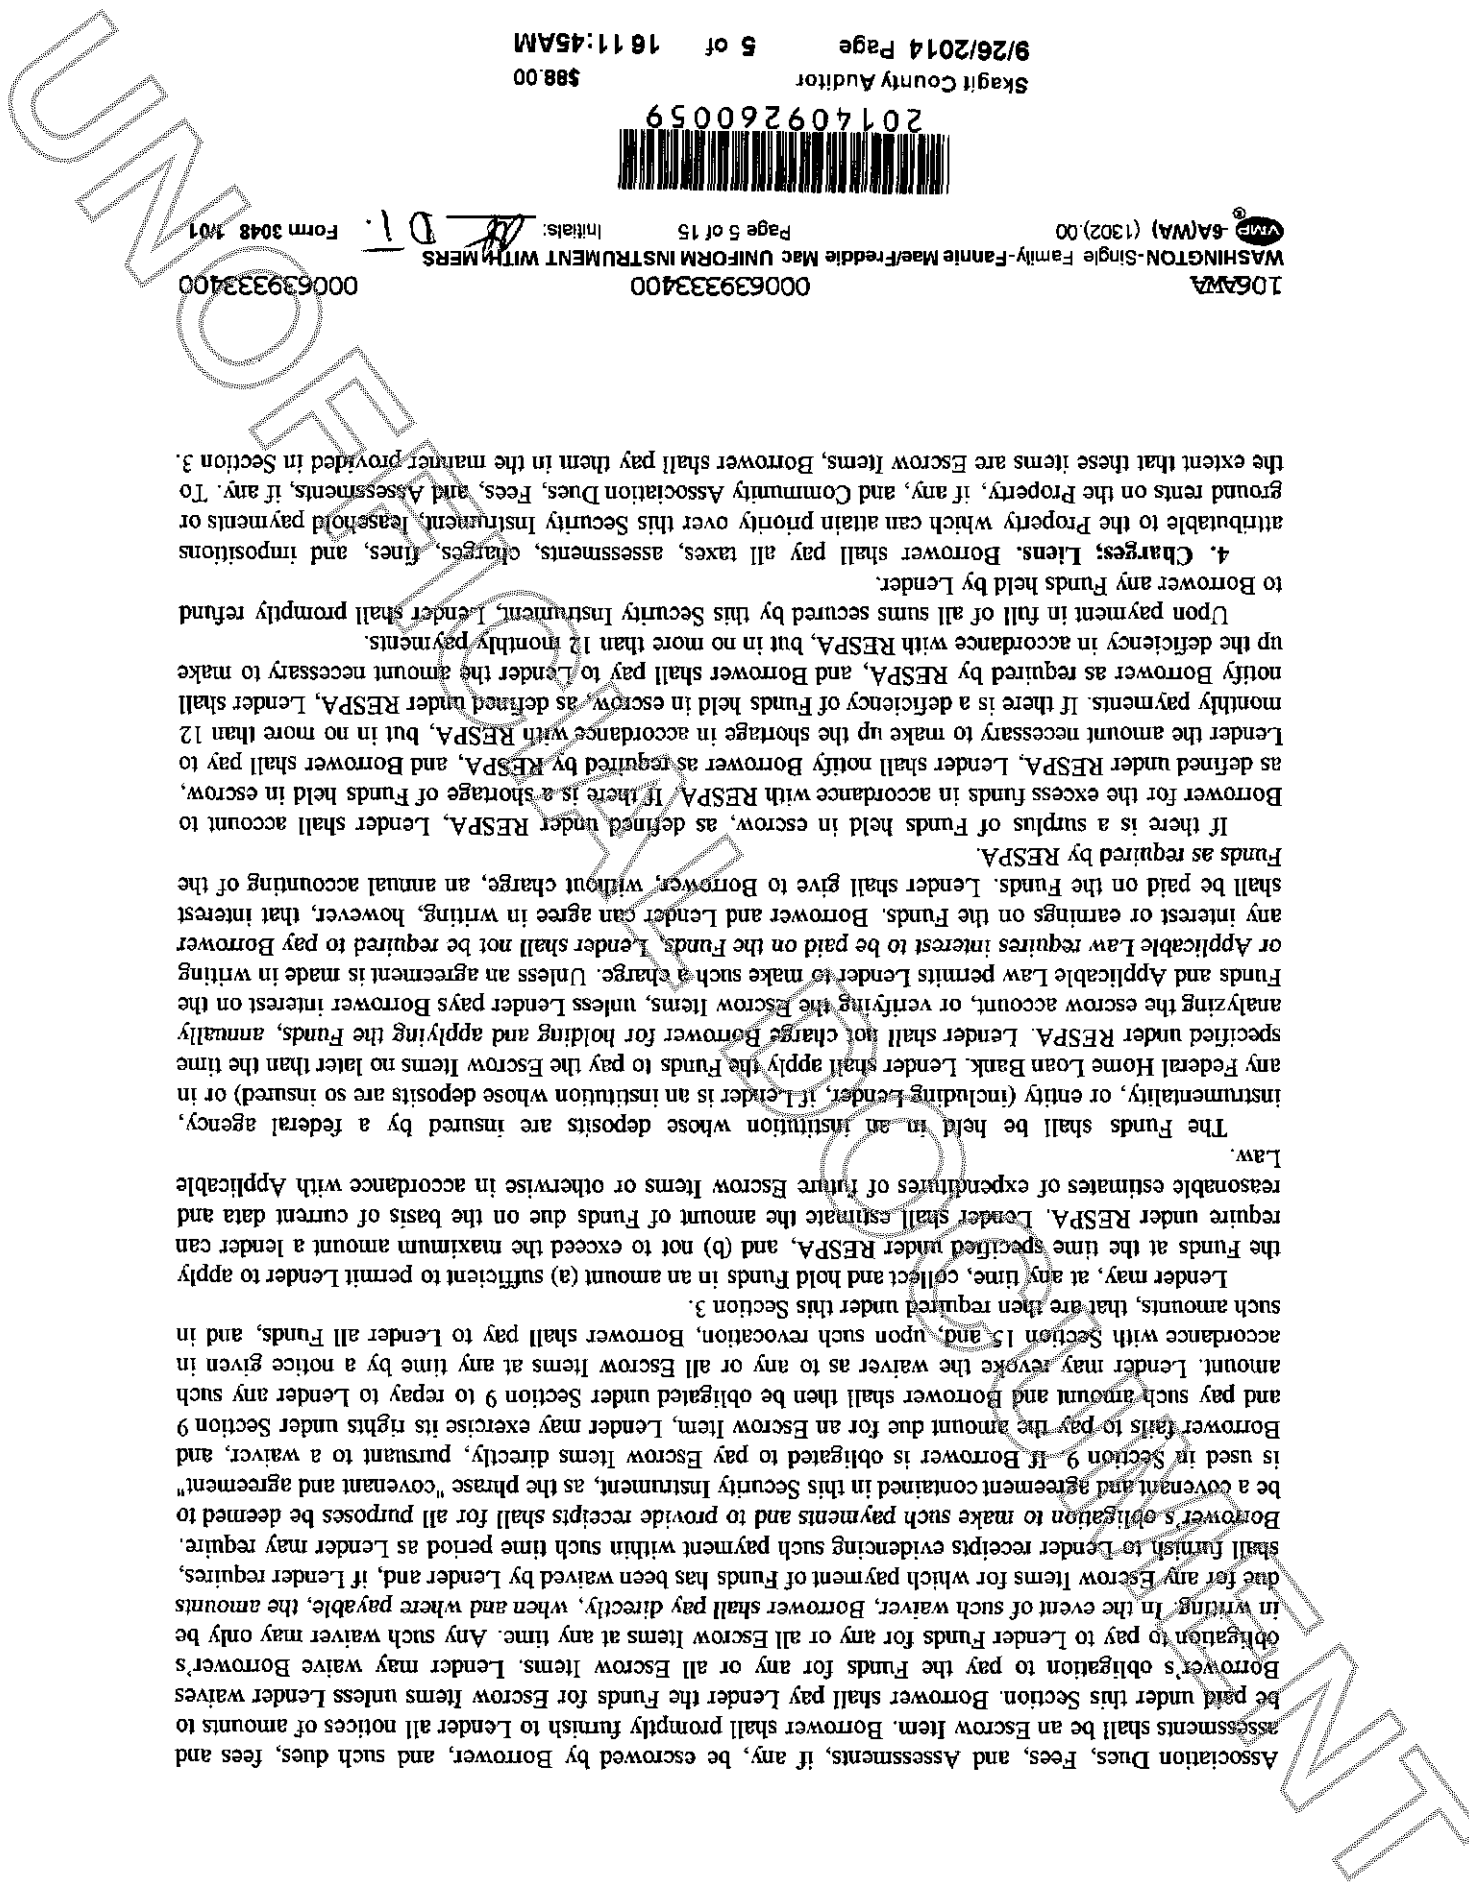 Association Dues, Fees, and Assessments, if any, be escrowed by Borrower, and such dues, fees and
assessments shall be an Escrow Item. Borrower shall promptly furnish to Lender all notices of amounts to
be paid under this Section. Borrower shall pay Lender the Funds for Escrow Items unless Lender waives
Borrower's obligation to pay the Funds for any or all Escrow Items. Lender may waive Borrower's
obligation to pay to Lender Funds for any or all Escrow Items at any time. Any such waiver may only be
in writing. In the event of such waiver, Borrower shall pay directly, when and where payable, the amounts
due for any Escrow Items for which payment of Funds has been waived by Lender and, if Lender requires,
shall furnish to Lender receipts evidencing such payment within such time period as Lender may require.
Borrower's obligation to make such payments and to provide receipts shall for all purposes be deemed to
be a covenant and agreement contained in this Security Instrument, as the phrase "covenant and agreement"
is used in Section 9. If Borrower is obligated to pay Escrow Items directly, pursuant to a waiver, and
Borrower fails to pay the amount due for an Escrow Item, Lender may exercise its rights under Section 9
and pay such amount and Borrower shall then be obligated under Section 9 to repay to Lender any such
amount. Lender may revoke the waiver as to any or all Escrow Items at any time by a notice given in
accordance with Section 15 and, upon such revocation, Borrower shall pay to Lender all Funds, and in
such amounts, that are then required under this Section 3.
Lender may, at any time, collect and hold Funds in an amount (a) sufficient to permit Lender to apply
the Funds at the time specified under RESPA, and (b) not to exceed the maximum amount a lender can
require under RESPA. Lender shall estimate the amount of Funds due on the basis of current data and
reasonable estimates of expenditures of future Escrow Items or otherwise in accordance with Applicable
Law.
The Funds shall be held in an institution whose deposits are insured by a federal agency,
instrumentality, or entity (including Lender, if Lender is an institution whose deposits are so insured) or in
any Federal Home Loan Bank. Lender shall apply the Funds to pay the Escrow Items no later than the time
specified under RESPA. Lender shall not charge Borrower for holding and applying the Funds, annually
analyzing the escrow account, or verifying the Escrow Items, unless Lender pays Borrower interest on the
Funds and Applicable Law permits Lender to make such a charge. Unless an agreement is made in writing
or Applicable Law requires interest to be paid on the Funds, Lender shall not be required to pay Borrower
any interest or earnings on the Funds. Borrower and Lender can agree in writing, however, that interest
shall be paid on the Funds. Lender shall give to Borrower, without charge, an annual accounting of the
Funds as required by RESPA.
If there is a surplus of Funds held in escrow, as defined under RESPA, Lender shall account to
Borrower for the excess funds in accordance with RESPA. If there is a shortage of Funds held in escrow,
as defined under RESPA, Lender shall notify Borrower as required by RESPA, and Borrower shall pay to
Lender the amount necessary to make up the shortage in accordance with RESPA, but in no more than 12
monthly payments. If there is a deficiency of Funds held in escrow, as defined under RESPA, Lender shall
notify Borrower as required by RESPA, and Borrower shall pay to Lender the amount necessary to make
up the deficiency in accordance with RESPA, but in no more than 12 monthly payments.
Upon payment in full of all sums secured by this Security Instrument, Lender shall promptly refund
to Borrower any Funds held by Lender.
4. Charges; Liens. Borrower shall pay all taxes, assessments, charges, fines, and impositions
attributable to the Property which can attain priority over this Security Instrument, leasehold payments or
ground rents on the Property, if any, and Community Association Dues, Fees, and Assessments, if any. To
the extent that these items are Escrow Items, Borrower shall pay them in the manner provided in Section 3.
106AWA 000639333400 000639333400
WASHINGTON-Single Family-Fannie Mae/Freddie Mac UNIFORM INSTRUMENT WITH MERS
VMP ® -6A(WA) (1302).00 Page 5 of 15 Initials: D T. Form 3048 1/01
201409260059
Skagit County Auditor $88.00
9/26/2014 Page 5 of 16 11:45AM
UNOFFICIAL DOCUMENT